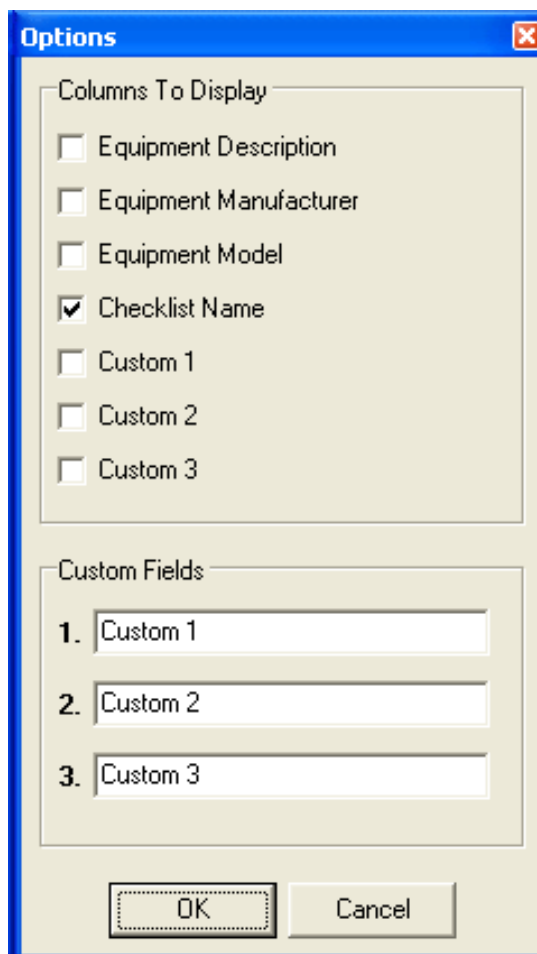 Options
Columns To Display
Equipment Description
Equipment Manufacturer
Equipment Model
Checklist Name
Custom 1
Custom 2
Custom 3
Custom Fields
1. Custom 1
2. Custom 2
3. Custom 3
OK Cancel